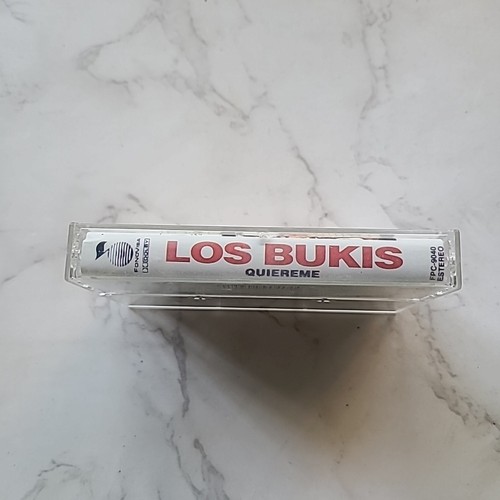 FONOVISA
LOS BUKIS
QUIEREME
FPC-9040
ESTEREO